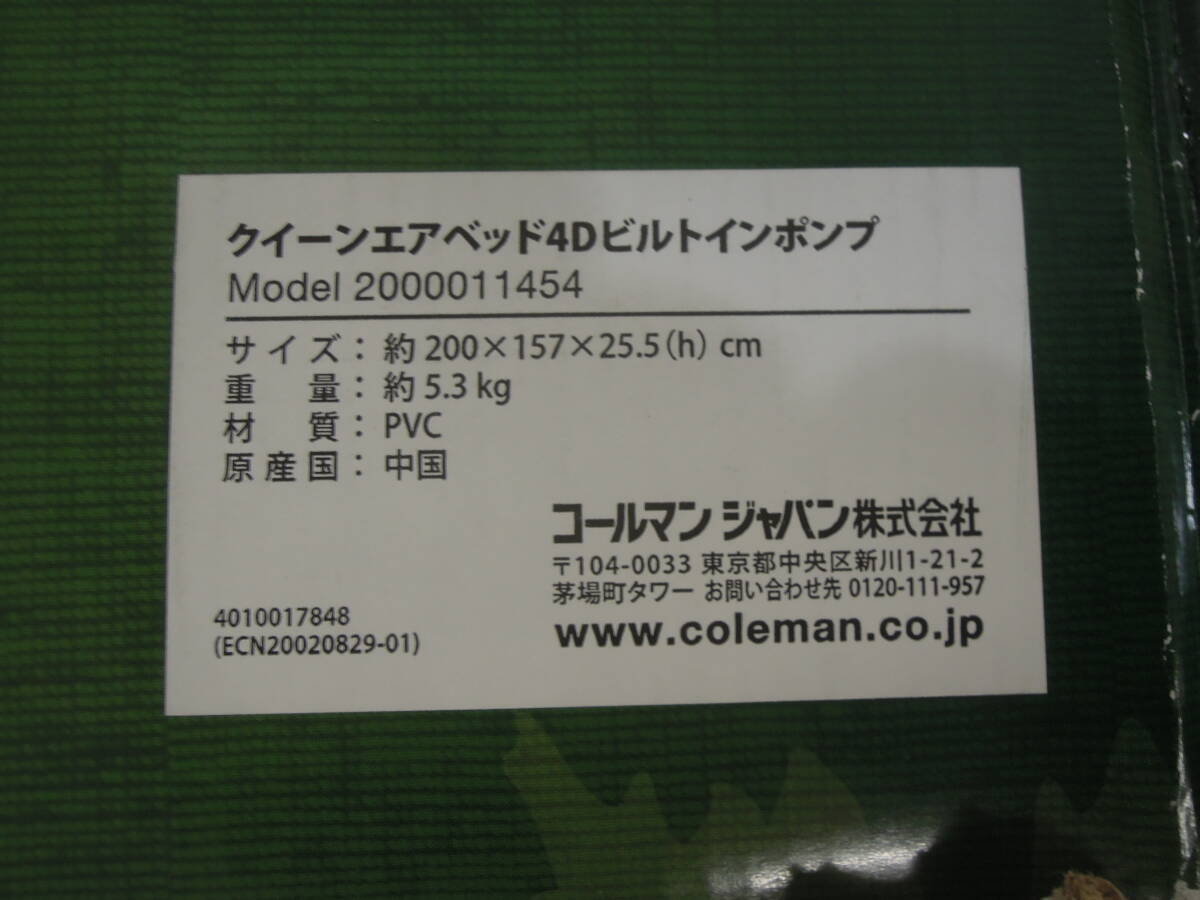 クイーンエアベッド4Dビルトインポンプ
Model 2000011454
サイズ：約 200×157×25.5（h）cm
重　量：約 5.3 kg
材　質：PVC
原産国：中国
コールマン ジャパン株式会社
〒104-0033 東京都中央区新川1-21-2
茅場町タワー お問い合わせ先 0120-111-957
www.coleman.co.jp
4010017848
(ECN20020829-01)